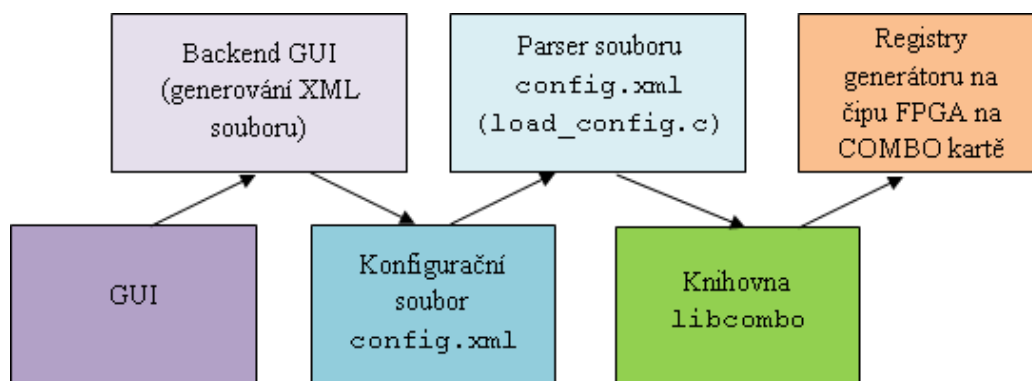 Backend GUI
(generování XML
souboru)
Parser souboru
config.xml
(load_config.c)
Registry
generátoru na
čipu FPGA na
COMBO kartě
GUI
Konfigurační
soubor
config.xml
Knihovna
libcombo